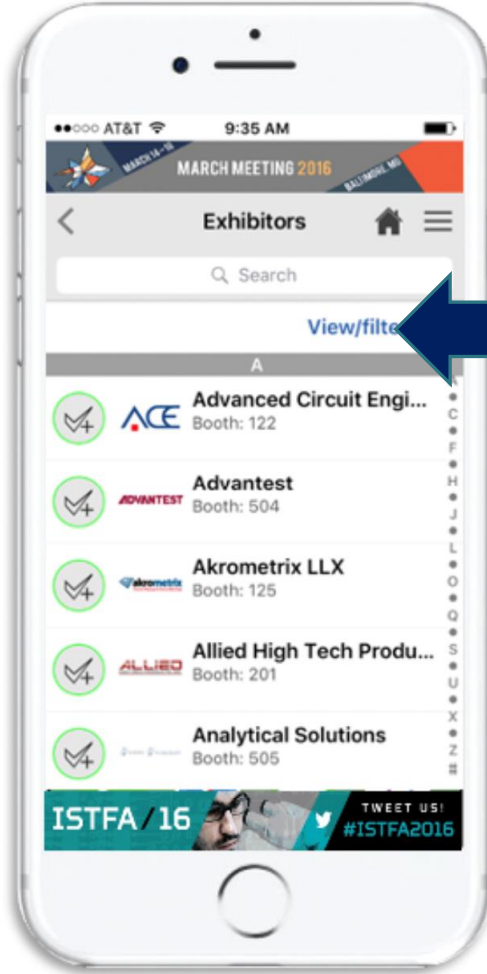 AT&T 9:35 AM
MARCH 14-16 MARCH MEETING 2016 BALTIMORE, MD
Exhibitors
Search
View/filte
A
ACE Advanced Circuit Engi...
Booth: 122
ADVANTEST Advantest
Booth: 504
akrometrix Akrometrix LLX
Booth: 125
ALLIED Allied High Tech Produ...
Booth: 201
Analytical Solutions
Booth: 505
A
C
F
H
J
L
O
Q
S
U
X
Z
#
ISTFA/16 TWEET US!
#ISTFA2016